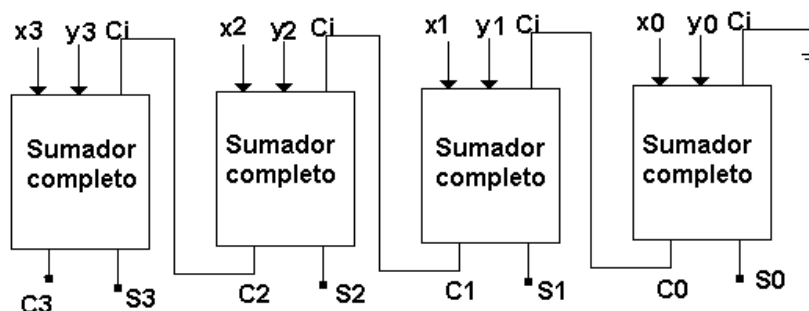 x3 y3 Ci x2 y2 Ci x1 y1 Ci x0 y0 Ci
Sumador completo
Sumador completo
Sumador completo
Sumador completo
C3 S3 C2 S2 C1 S1 C0 S0